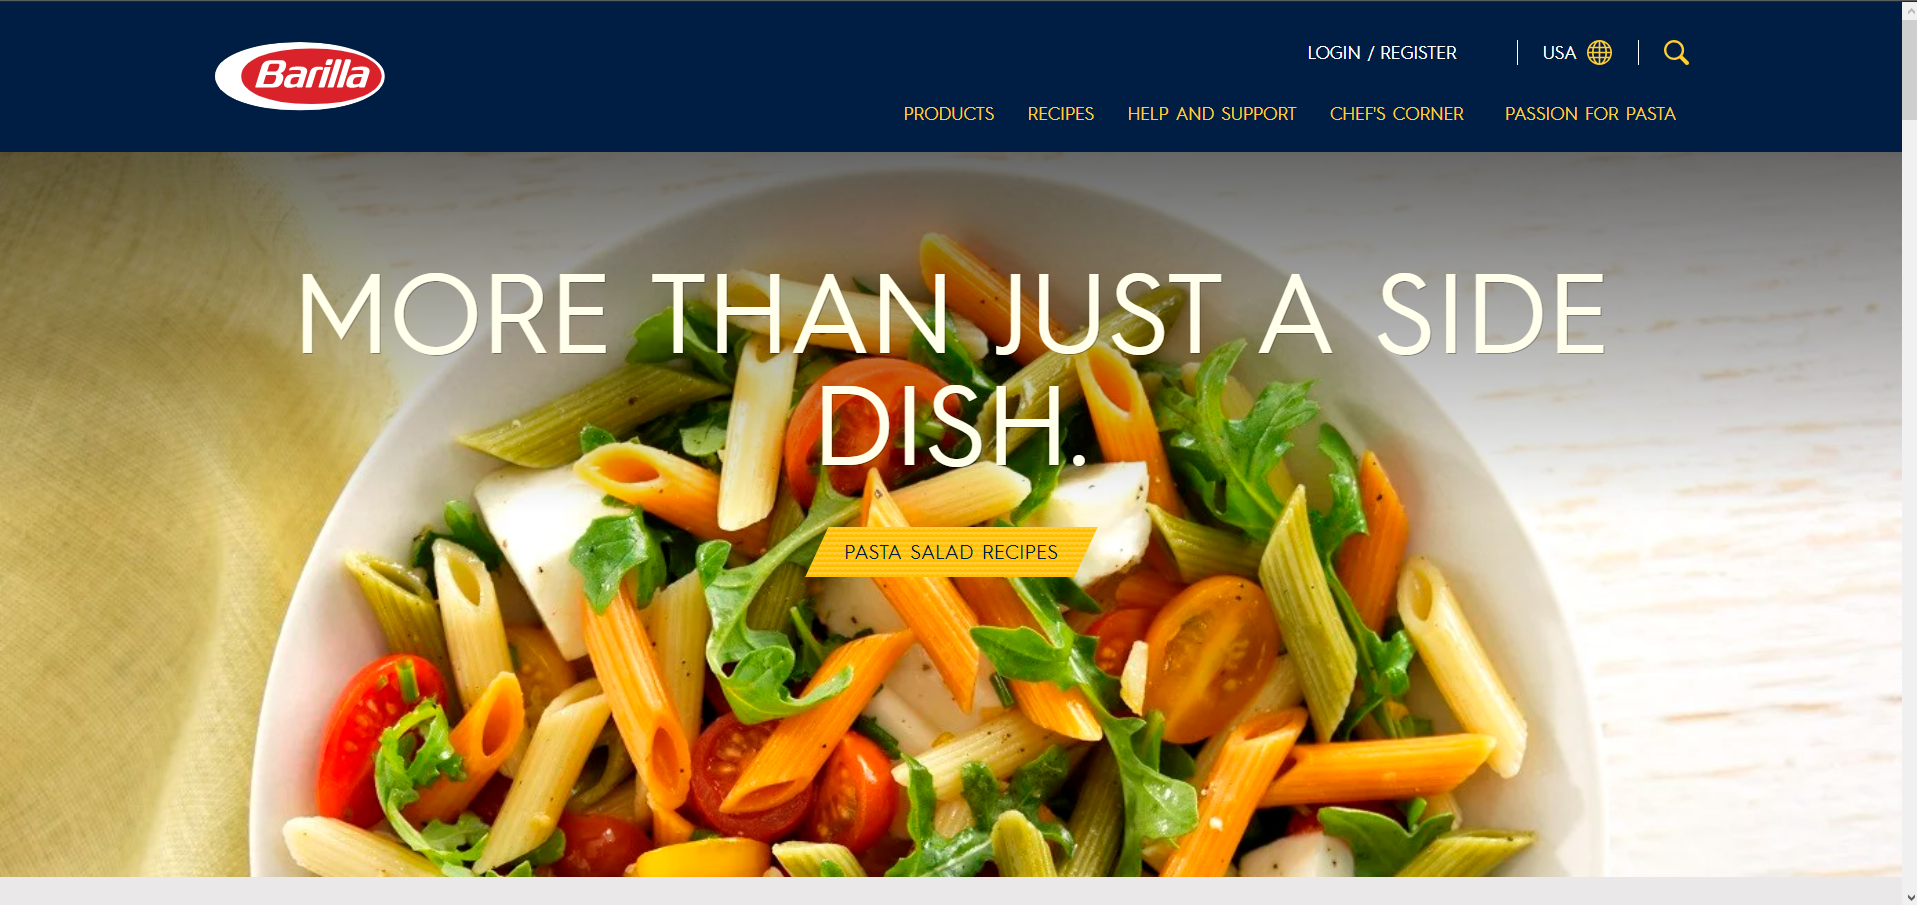 Barilla
LOGIN / REGISTER
USA
PRODUCTS RECIPES HELP AND SUPPORT CHEF'S CORNER PASSION FOR PASTA
MORE THAN JUST A SIDE
DISH.
PASTA SALAD RECIPES